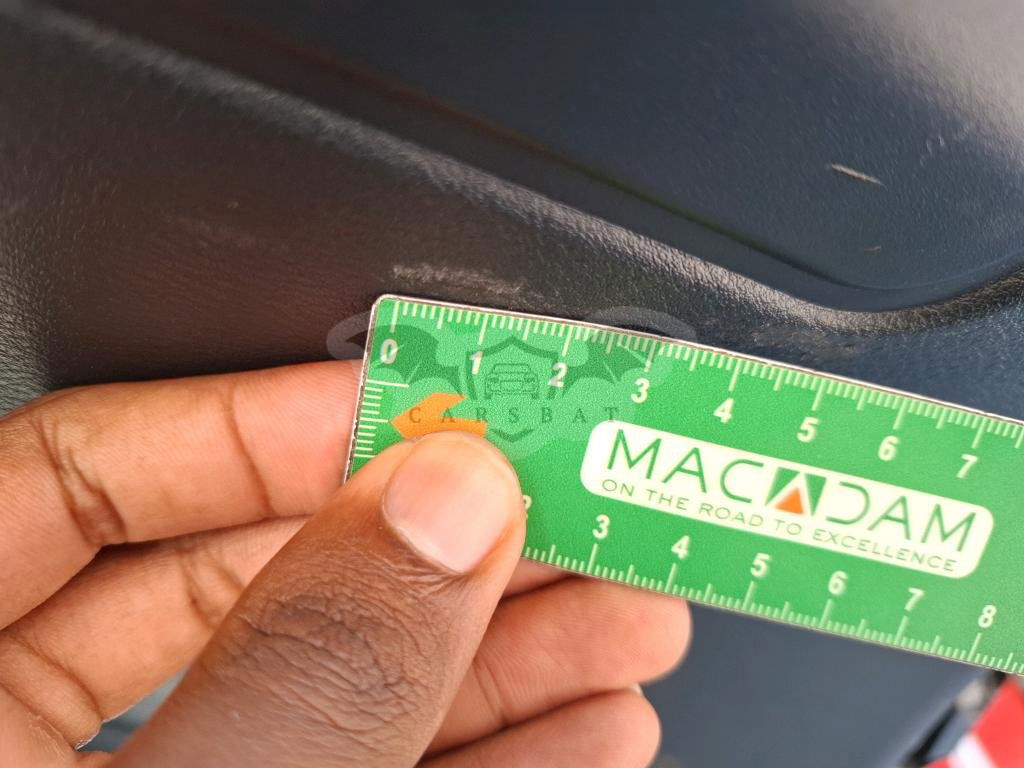 0 1 2 3 4 5 6 7
CARSBAT
MACADAM
ON THE ROAD TO EXCELLENCE
3 4 5 6 7 8